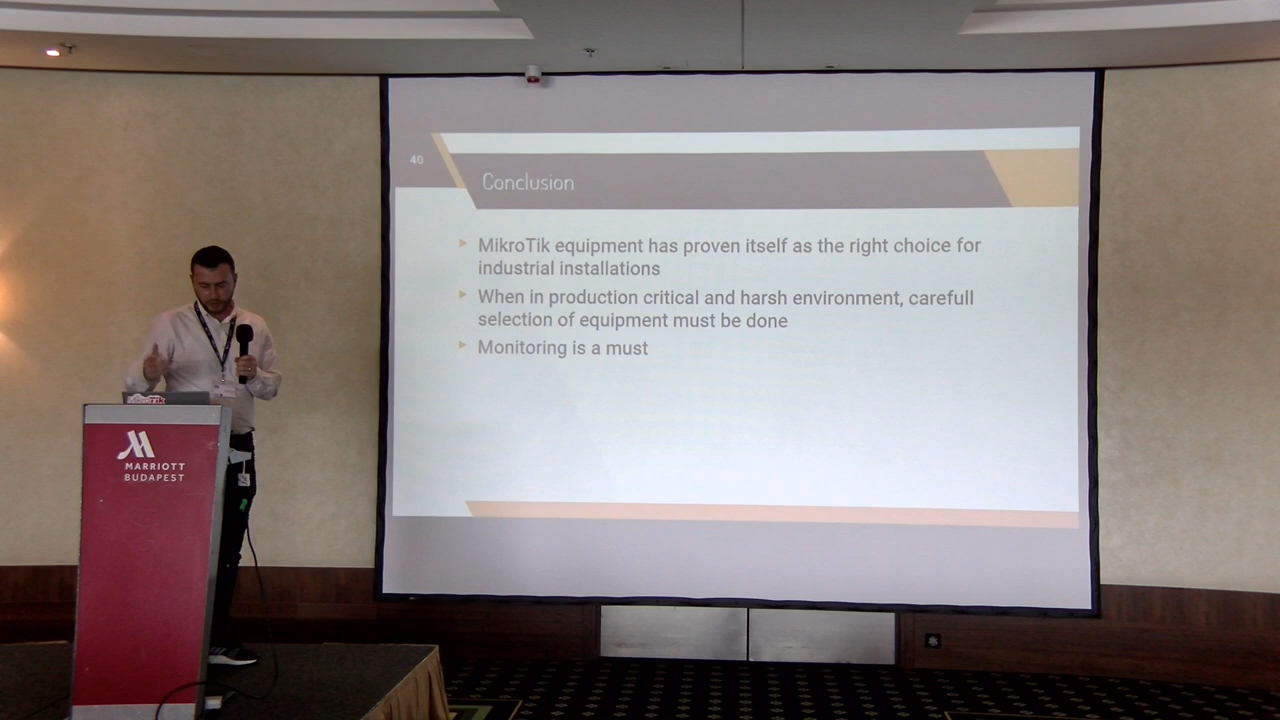 40
Conclusion
MikroTik equipment has proven itself as the right choice for
industrial installations
When in production critical and harsh environment, carefull
selection of equipment must be done
Monitoring is a must
MARRIOTT
BUDAPEST